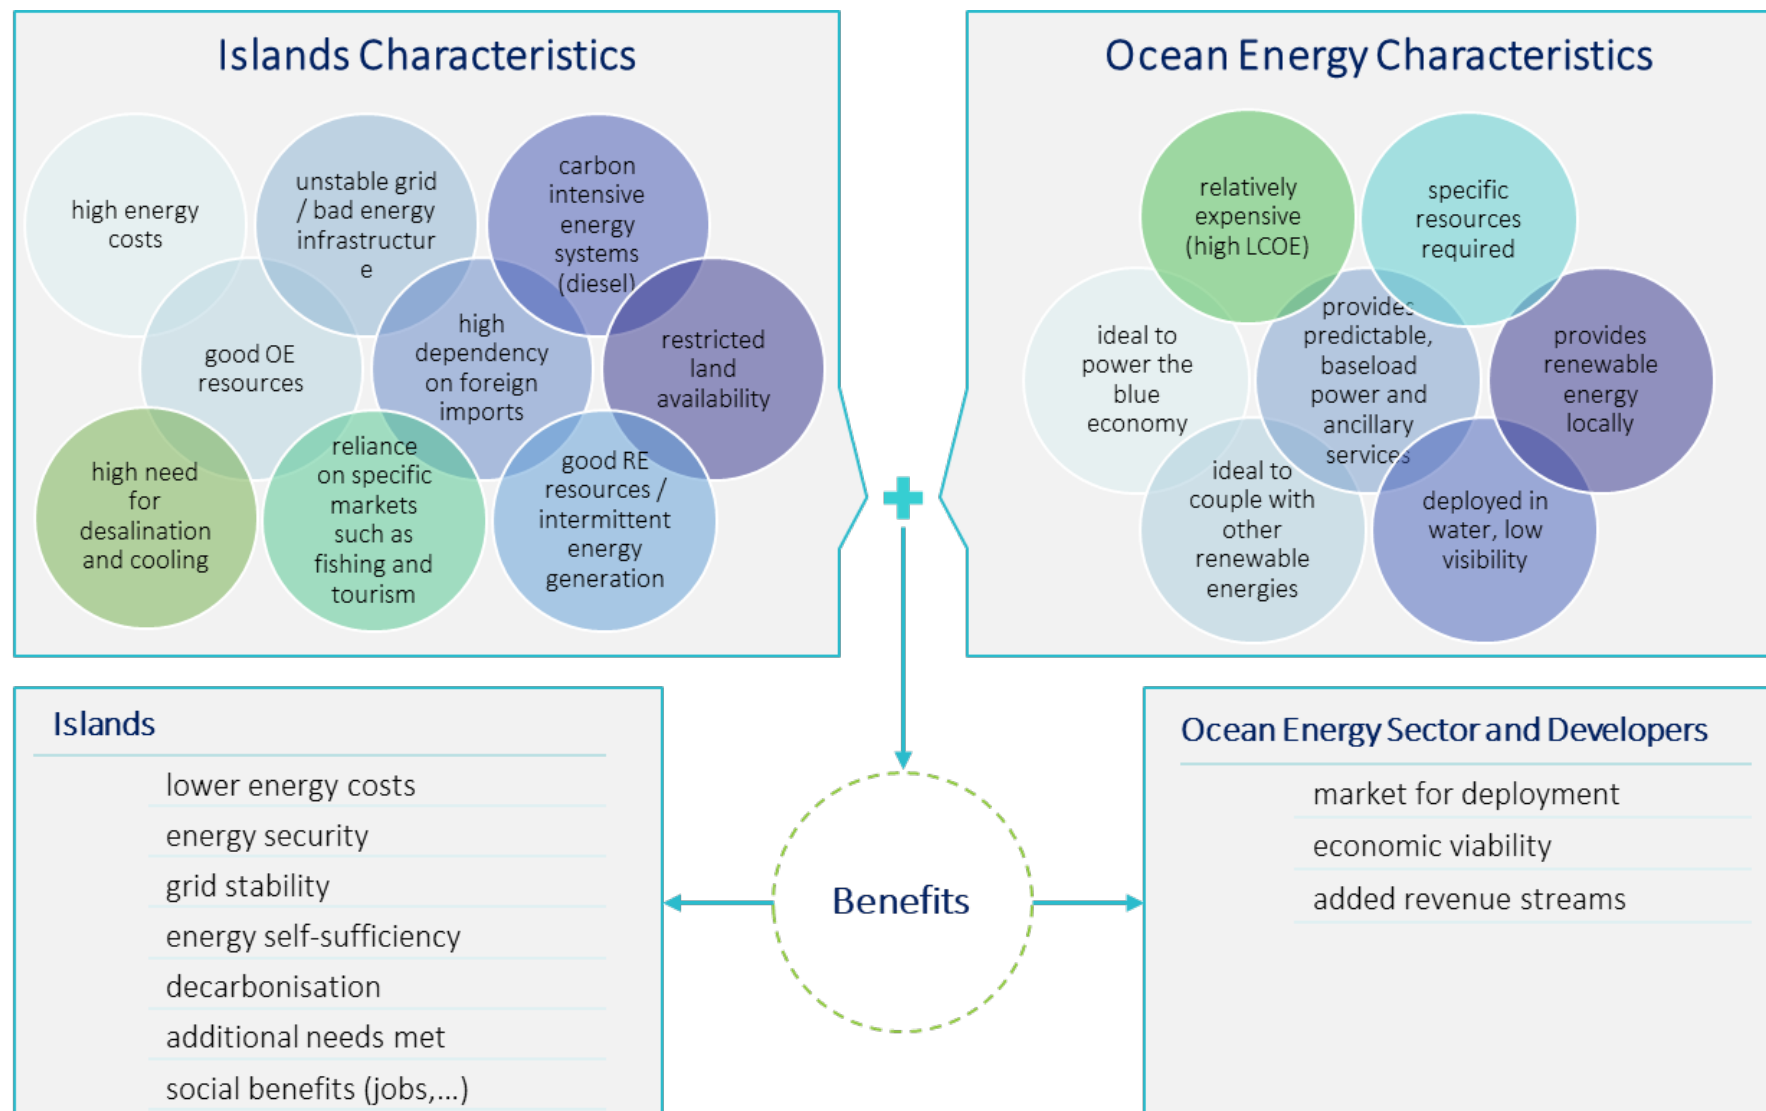 Islands Characteristics
high energy
costs
unstable grid
/ bad energy
infrastructur
e
carbon
intensive
energy
systems
(diesel)
good OE
resources
high
dependency
on foreign
imports
restricted
land
availability
high need
for
desalination
and cooling
reliance
on specific
markets
such as
fishing and
tourism
good RE
resources /
intermittent
energy
generation
Ocean Energy Characteristics
relatively
expensive
(high LCOE)
specific
resources
required
ideal to
power the
blue
economy
provides
predictable,
baseload
power and
ancillary
services
provides
renewable
energy
locally
ideal to
couple with
other
renewable
energies
deployed in
water, low
visibility
Islands
lower energy costs
energy security
grid stability
energy self-sufficiency
decarbonisation
additional needs met
social benefits (jobs,...)
Benefits
Ocean Energy Sector and Developers
market for deployment
economic viability
added revenue streams